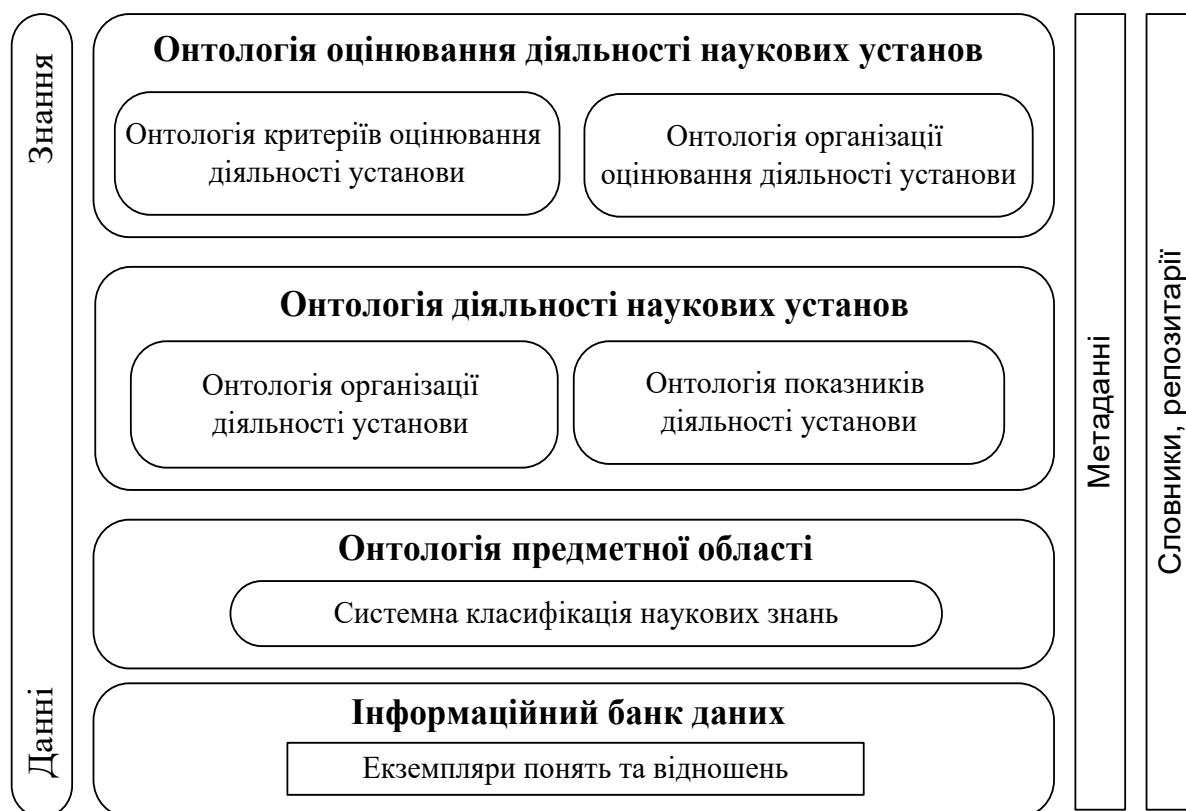 Знання
Данні
Онтологія оцінювання діяльності наукових установ
Онтологія критеріїв оцінювання
діяльності установи
Онтологія організації
оцінювання діяльності установи
Онтологія діяльності наукових установ
Онтологія організації
діяльності установи
Онтологія показників
діяльності установи
Онтологія предметної області
Системна класифікація наукових знань
Інформаційний банк даних
Екземпляри понять та відношень
Метаданні
Словники, репозитарії